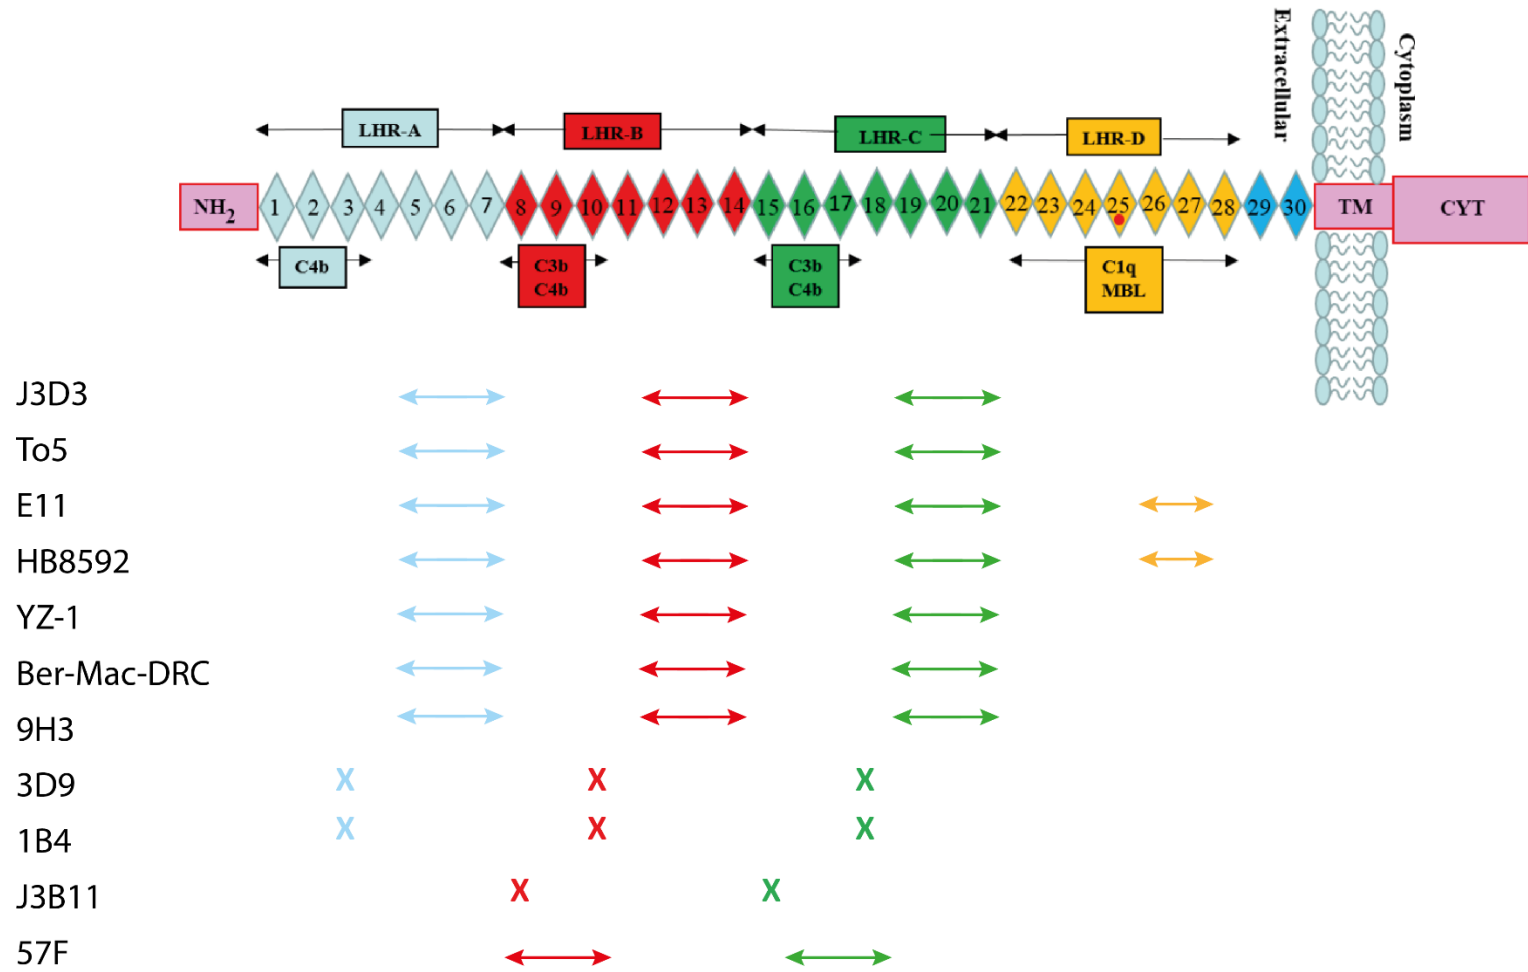 Extracellular
Cytoplasm
LHR-A
LHR-B
LHR-C
LHR-D
NH2
1 2 3 4 5 6 7 8 9 10 11 12 13 14 15 16 17 18 19 20 21 22 23 24 25 26 27 28 29 30
TM
CYT
C4b
C3b
C4b
C3b
C4b
C1q
MBL
J3D3
To5
E11
HB8592
YZ-1
Ber-Mac-DRC
9H3
3D9
X X X
1B4
X X X
J3B11
X X
57F